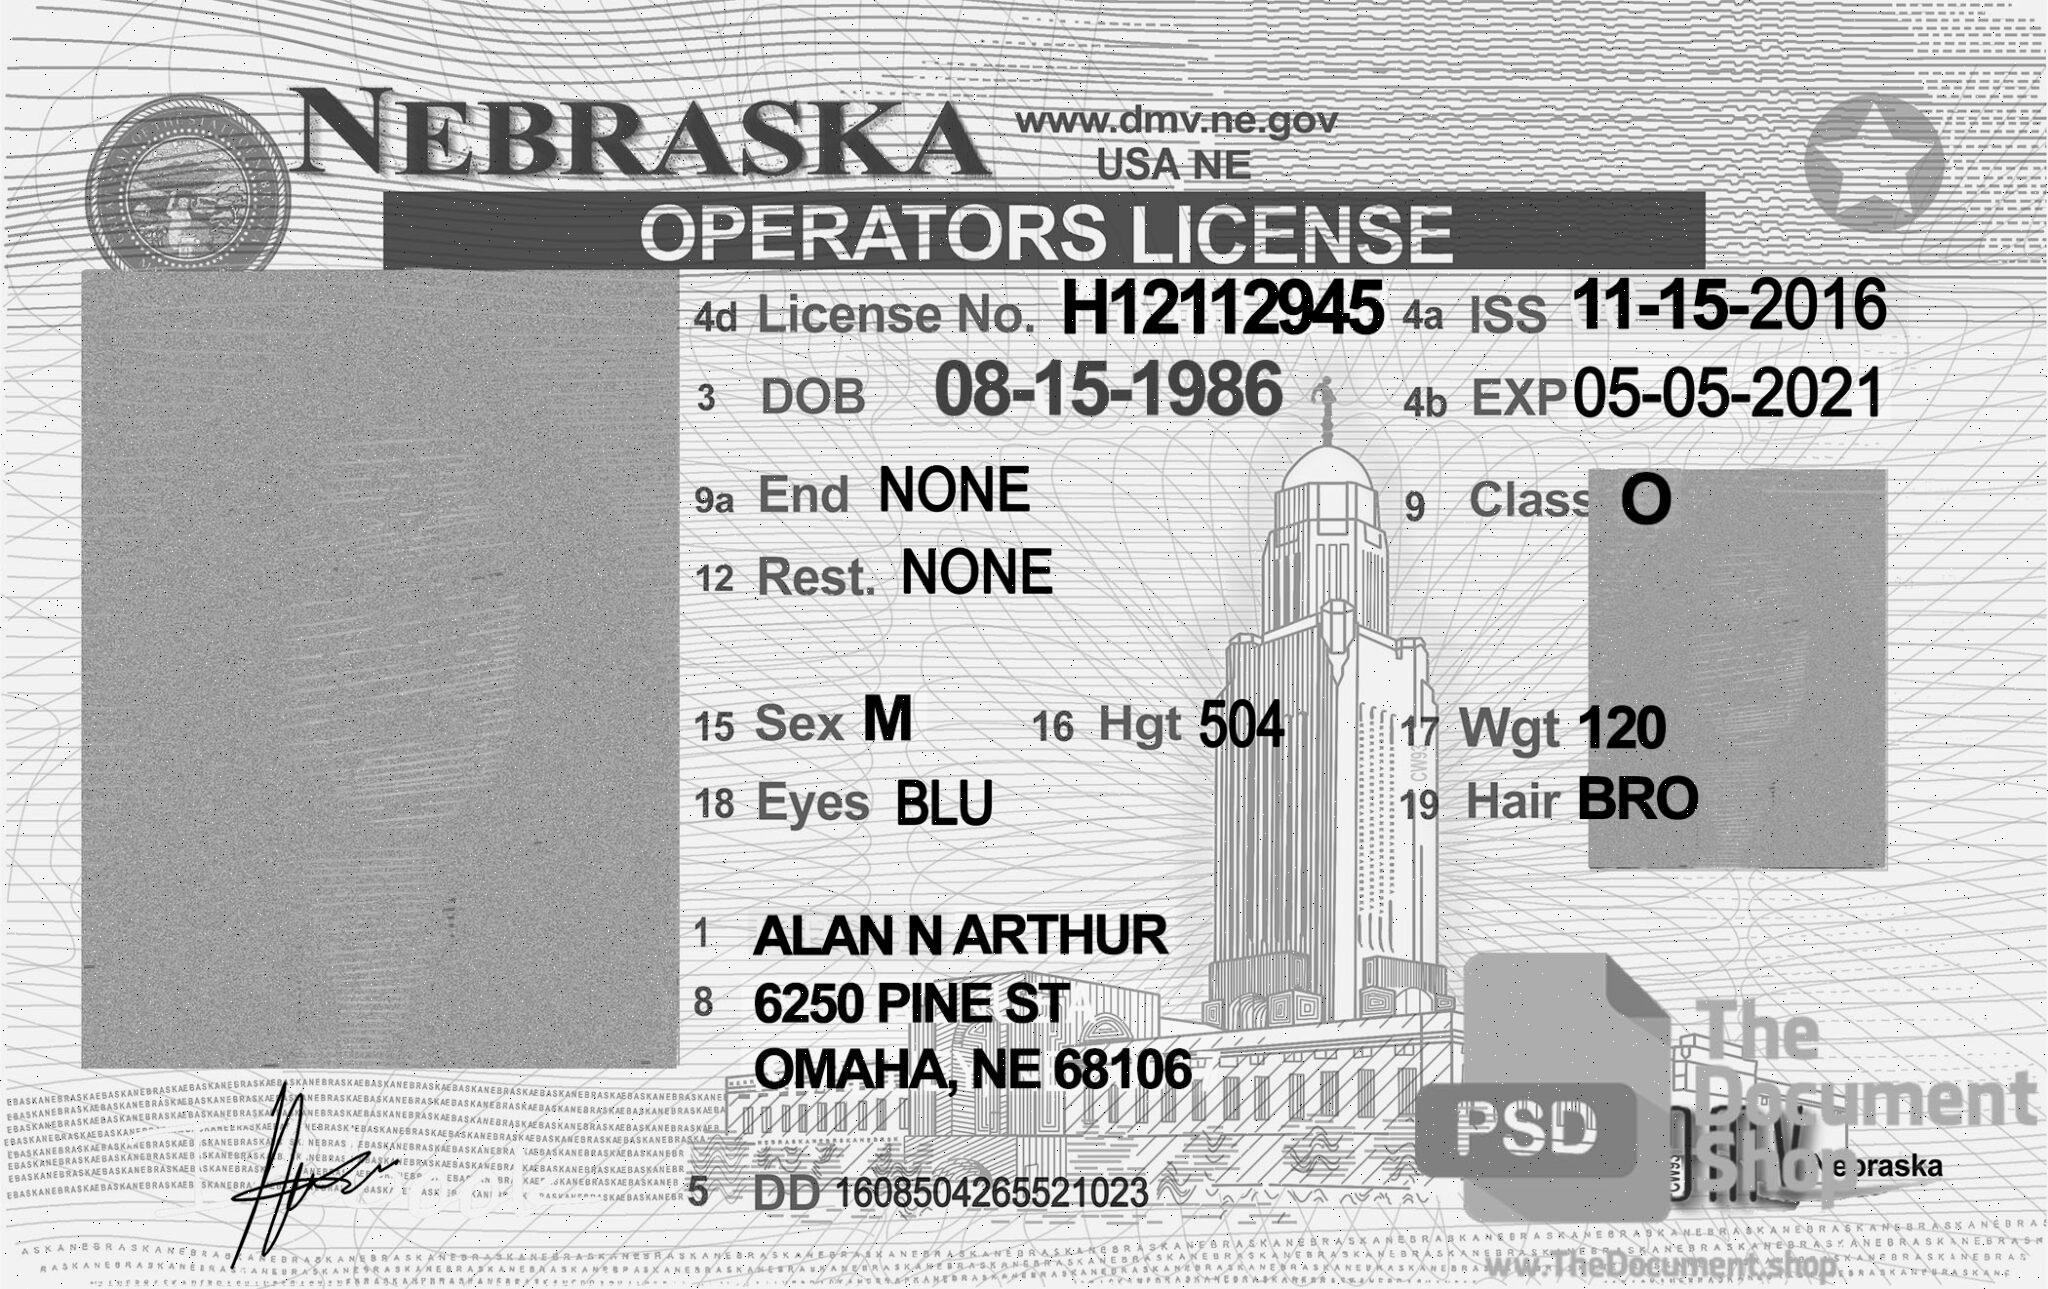 NEBRASKA www.dmv.ne.gov
USA NE
OPERATORS LICENSE
4d License No. H12112945 4a ISS 11-15-2016
3 DOB 08-15-1986 4b EXP 05-05-2021
9a End NONE 9 Class O
12 Rest. NONE
15 Sex M 16 Hgt 504 17 Wgt 120
18 Eyes BLU 19 Hair BRO
1 ALAN N ARTHUR
8 6250 PINE ST
OMAHA, NE 68106
5 DD 1608504265521023
PSD
The
Document
Shop
DMV Nebraska
www.TheDocument.shop